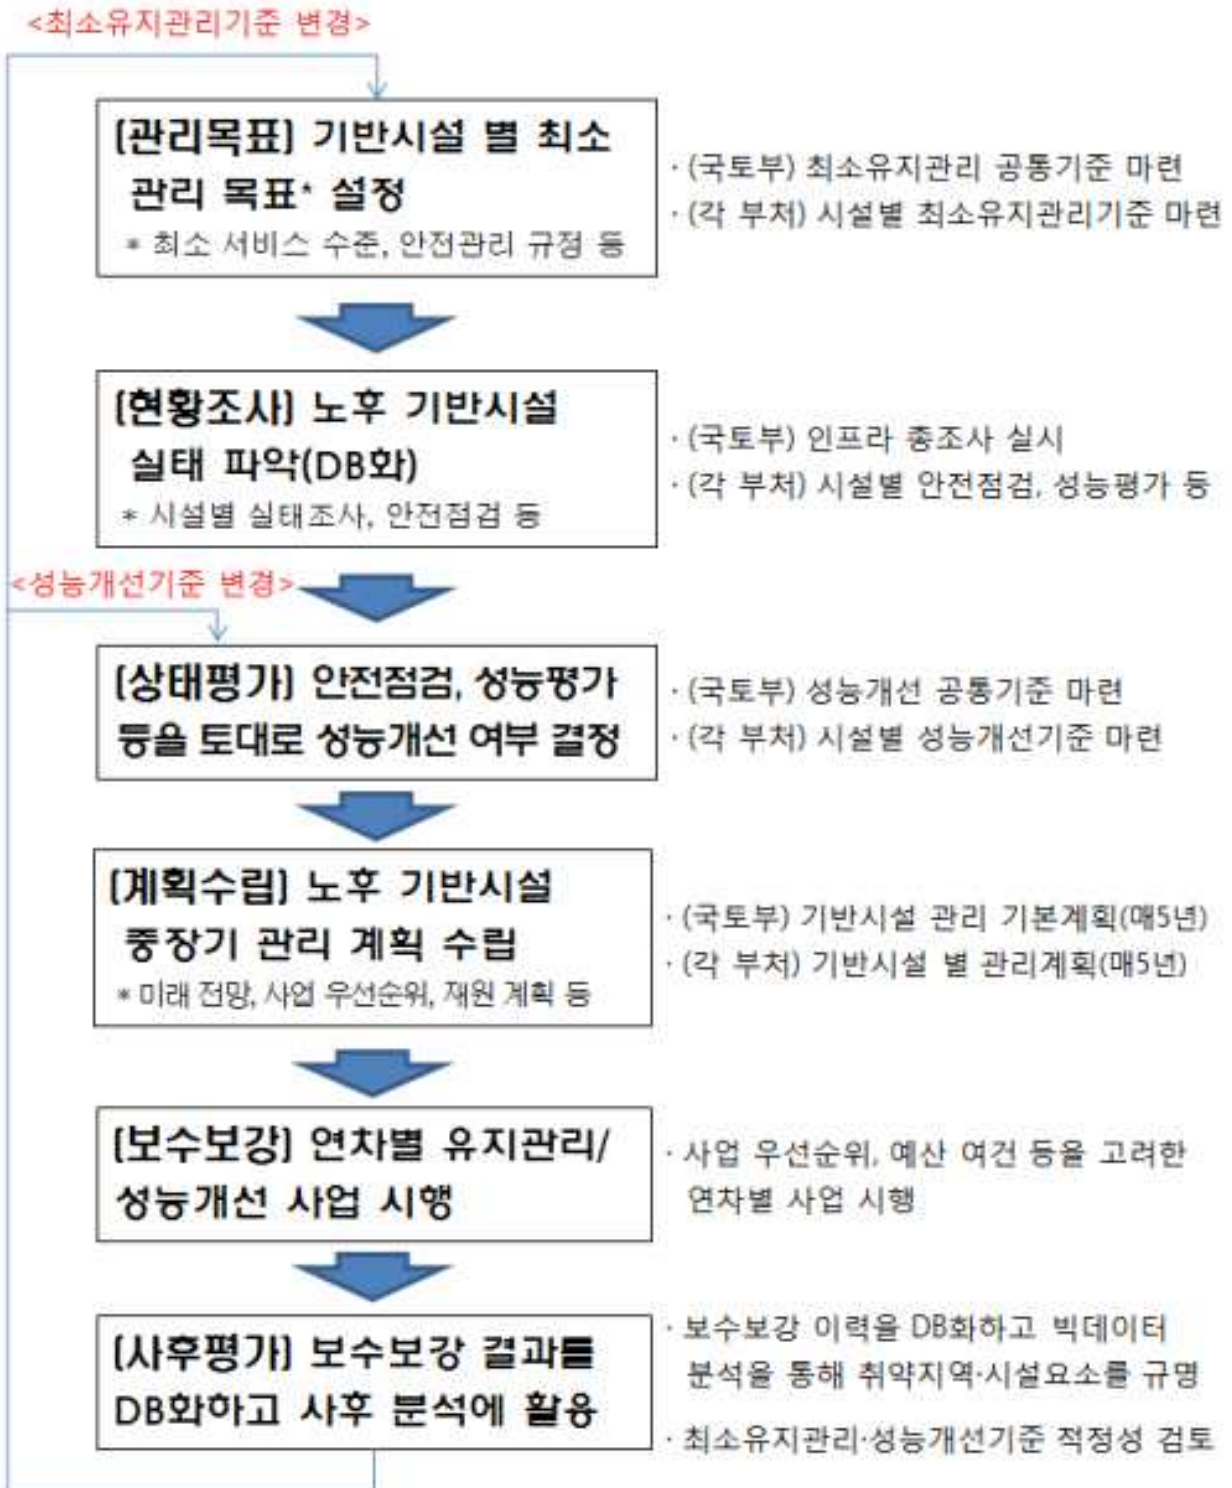 <최소유지관리기준 변경>
[관리목표] 기반시설 별 최소
관리 목표* 설정
* 최소 서비스 수준, 안전관리 규정 등
· (국토부) 최소유지관리 공통기준 마련
· (각 부처) 시설별 최소유지관리기준 마련
[현황조사] 노후 기반시설
실태 파악(DB화)
* 시설별 실태조사, 안전점검 등
· (국토부) 인프라 총조사 실시
· (각 부처) 시설별 안전점검, 성능평가 등
<성능개선기준 변경>
[상태평가] 안전점검, 성능평가
등을 토대로 성능개선 여부 결정
· (국토부) 성능개선 공통기준 마련
· (각 부처) 시설별 성능개선기준 마련
[계획수립] 노후 기반시설
중장기 관리 계획 수립
* 미래 전망, 사업 우선순위, 재원 계획 등
· (국토부) 기반시설 관리 기본계획(매5년)
· (각 부처) 기반시설 별 관리계획(매5년)
[보수보강] 연차별 유지관리/
성능개선 사업 시행
· 사업 우선순위, 예산 여건 등을 고려한
연차별 사업 시행
[사후평가] 보수보강 결과를
DB화하고 사후 분석에 활용
· 보수보강 이력을 DB화하고 빅데이터
분석을 통해 취약지역·시설요소를 규명
· 최소유지관리·성능개선기준 적정성 검토